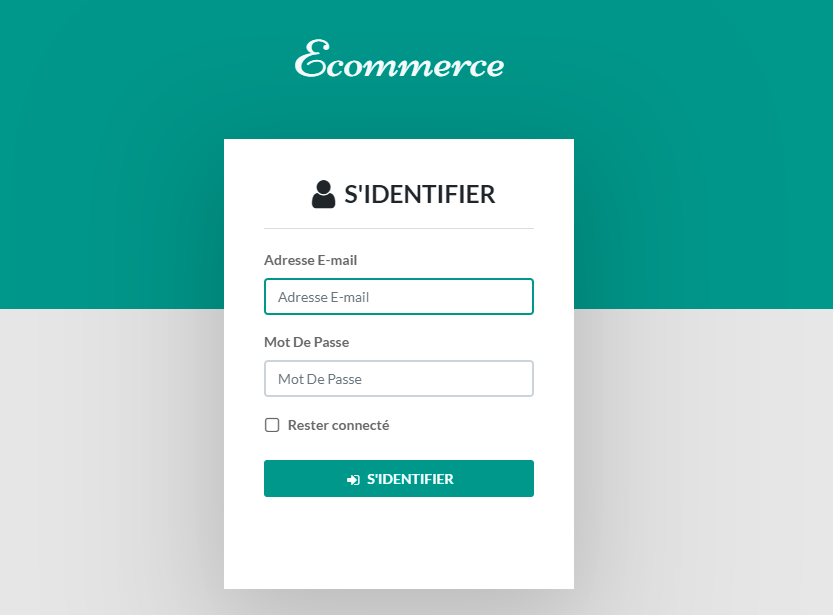 Ecommerce
S'IDENTIFIER
Adresse E-mail
Adresse E-mail
Mot De Passe
Mot De Passe
Rester connecté
S'IDENTIFIER